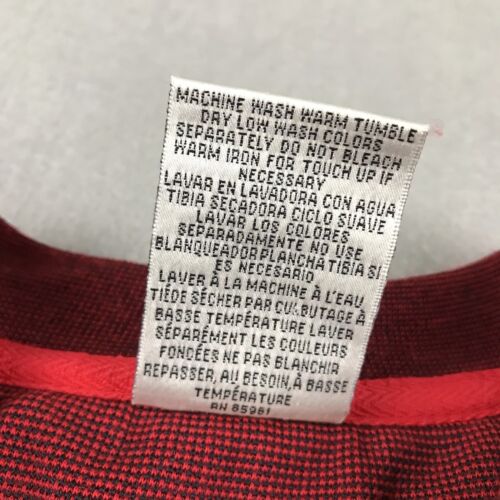 MACHINE WASH WARM TUMBLE
DRY LOW WASH COLORS
SEPARATELY DO NOT BLEACH
WARM IRON FOR TOUCH UP IF
NECESSARY
LAVAR EN LAVADORA CON AGUA
TIBIA SECADORA CICLO SUAVE
LAVAR LOS COLORES
SEPARADAMENTE NO USE
BLANQUEADOR PLANCHA TIBIA SI
ES NECESARIO
LAVER À LA MACHINE À L'EAU
TIÈDE SÉCHER PAR CULBUTAGE À
BASSE TEMPÉRATURE LAVER
SÉPARÉMENT LES COULEURS
FONCÉES NE PAS BLANCHIR
REPASSER, AU BESOIN, À BASSE
TEMPÉRATURE
RN 85981